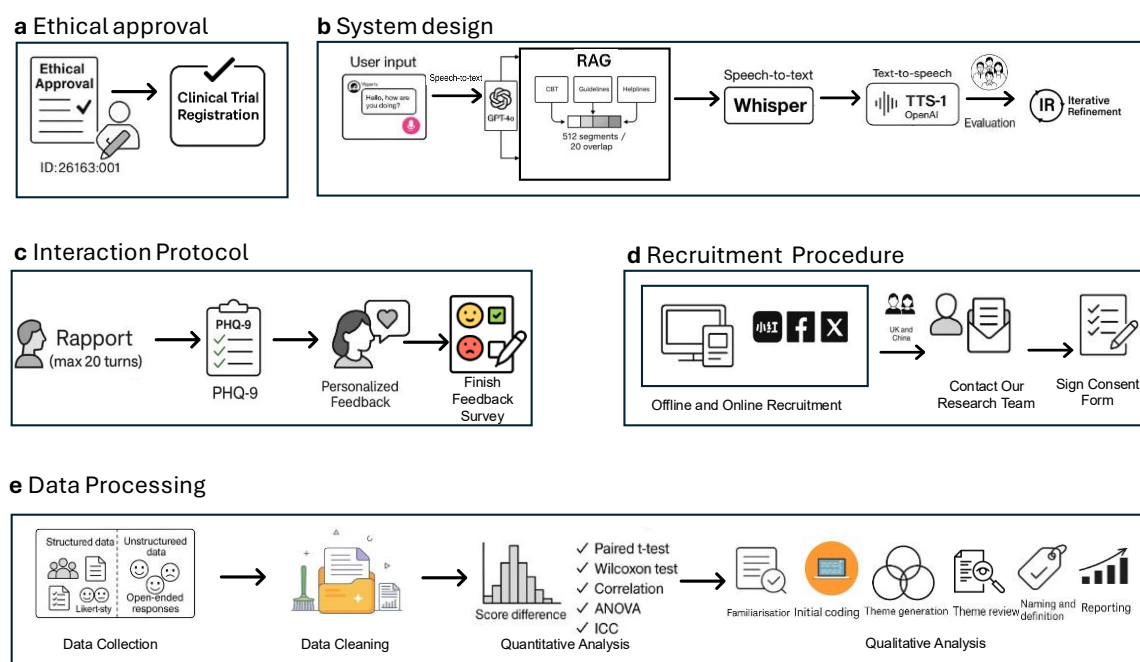 a Ethical approval
Ethical
Approval
ID:26163:001
Clinical Trial
Registration
b System design
User input
Hello, how are
you doing?
Speech-to-text
GPT-4o
RAG
CBT
Guidelines
Helplines
512 segments /
20 overlap
Speech-to-text
Whisper
Text-to-speech
TTS-1
OpenAI
Evaluation
IR
Iterative
Refinement
c Interaction Protocol
Rapport
(max 20 turns)
PHQ-9
PHQ-9
Personalized
Feedback
Finish
Feedback
Survey
d Recruitment Procedure
小红
f
X
Offline and Online Recruitment
UK and
China
Contact Our
Research Team
Sign Consent
Form
e Data Processing
Structured data
Likert-sty
Unstructureed
data
Open-ended
responses
Data Collection
Data Cleaning
Score difference
✓ Paired t-test
✓ Wilcoxon test
✓ Correlation
✓ ANOVA
✓ ICC
Quantitative Analysis
Familiarisatior
Initial coding
Theme generation
Theme review
Naming and
definition
Reporting
Qualitative Analysis